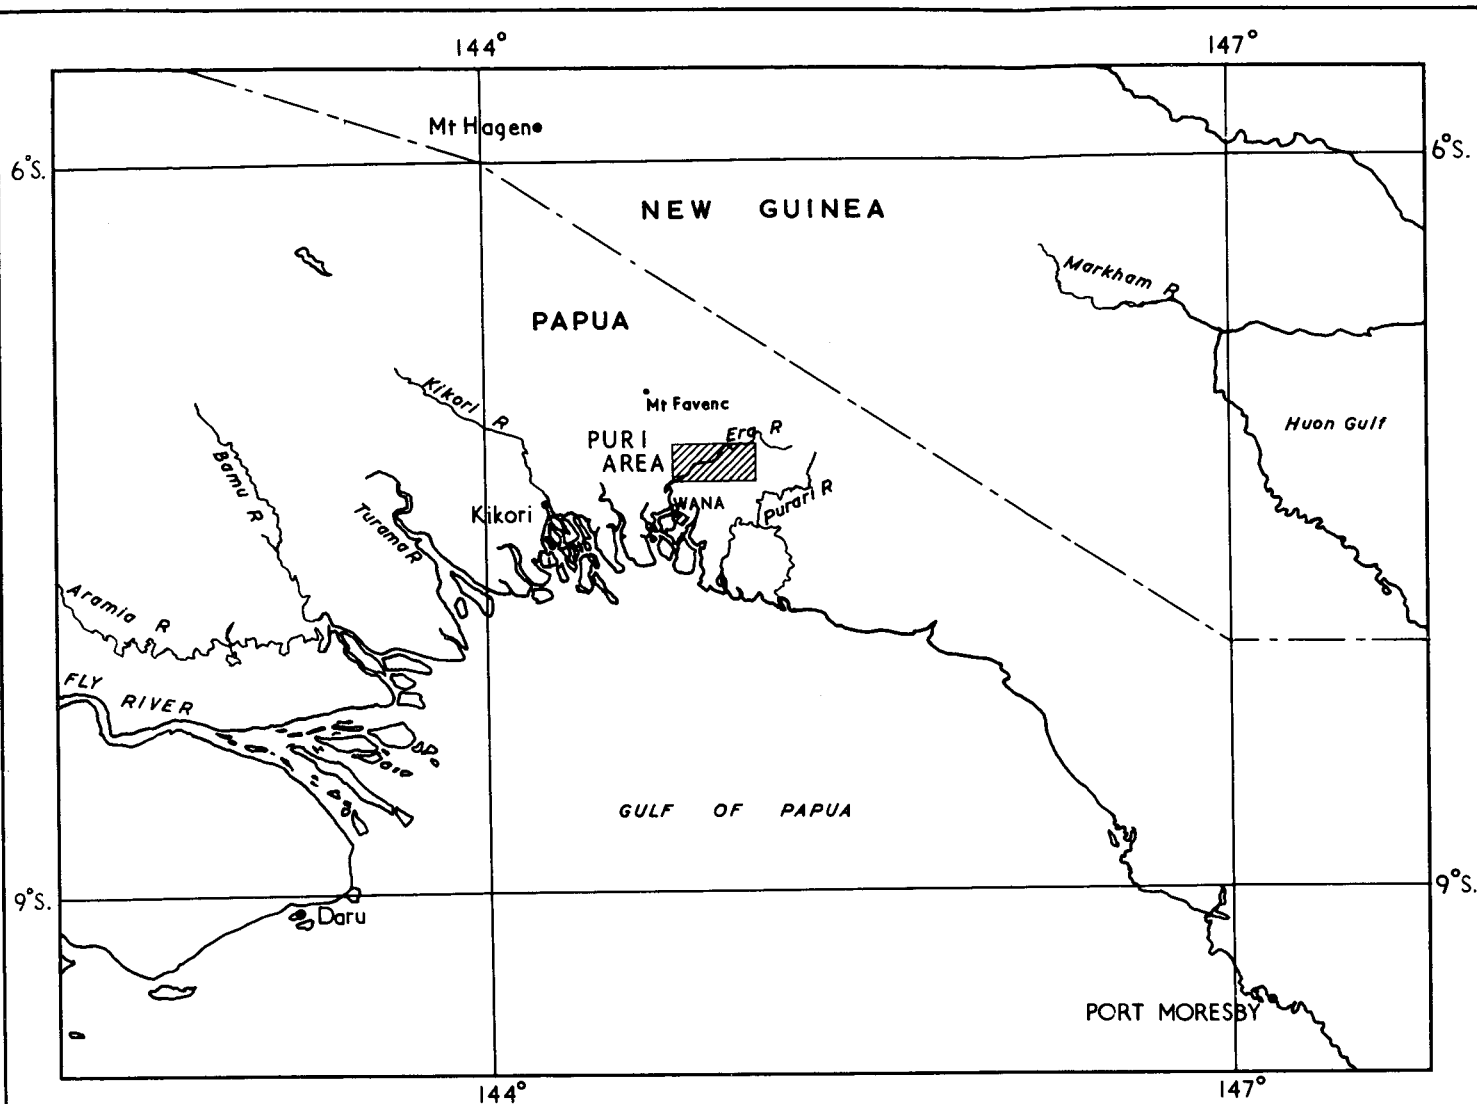 144°
147°
Mt Hagen
6°S.
6°S.
NEW GUINEA
Markham R
PAPUA
Kikori R
Mt Favenc
Huon Gulf
Era R
PURI
AREA
Bamu R
Purari R
WANA
Kikori
Turama R
Aramia R
FLY RIVER
GULF OF PAPUA
9°S.
9°S.
Daru
PORT MORESBY
144°
147°